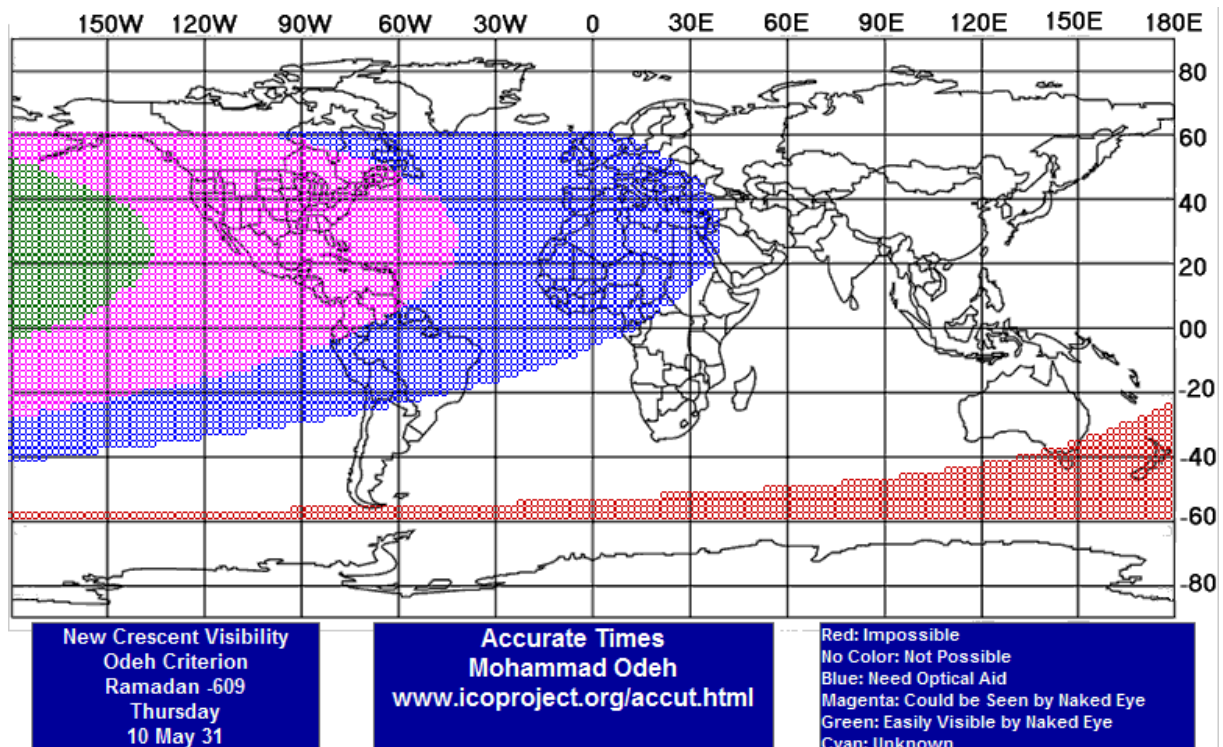 150W 120W 90W 60W 30W 0 30E 60E 90E 120E 150E 180E
80
60
40
20
00
-20
-40
-60
-80
New Crescent Visibility
Odeh Criterion
Ramadan -609
Thursday
10 May 31
Accurate Times
Mohammad Odeh
www.icoproject.org/accut.html
Red: Impossible
No Color: Not Possible
Blue: Need Optical Aid
Magenta: Could be Seen by Naked Eye
Green: Easily Visible by Naked Eye
Cyan: Unknown